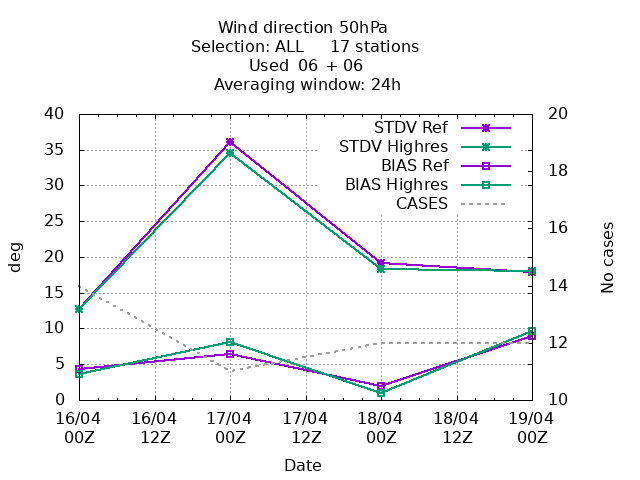 Wind direction 50hPa
Selection: ALL     17 stations
Used  06 + 06
Averaging window: 24h
40 20
STDV Ref
35
STDV Highres
18
BIAS Ref
30
BIAS Highres
CASES
25 16
20
deg
No cases
15 14
10
12
5
0 10
16/04 16/04 17/04 17/04 18/04 18/04 19/04
00Z 12Z 00Z 12Z 00Z 12Z 00Z
Date